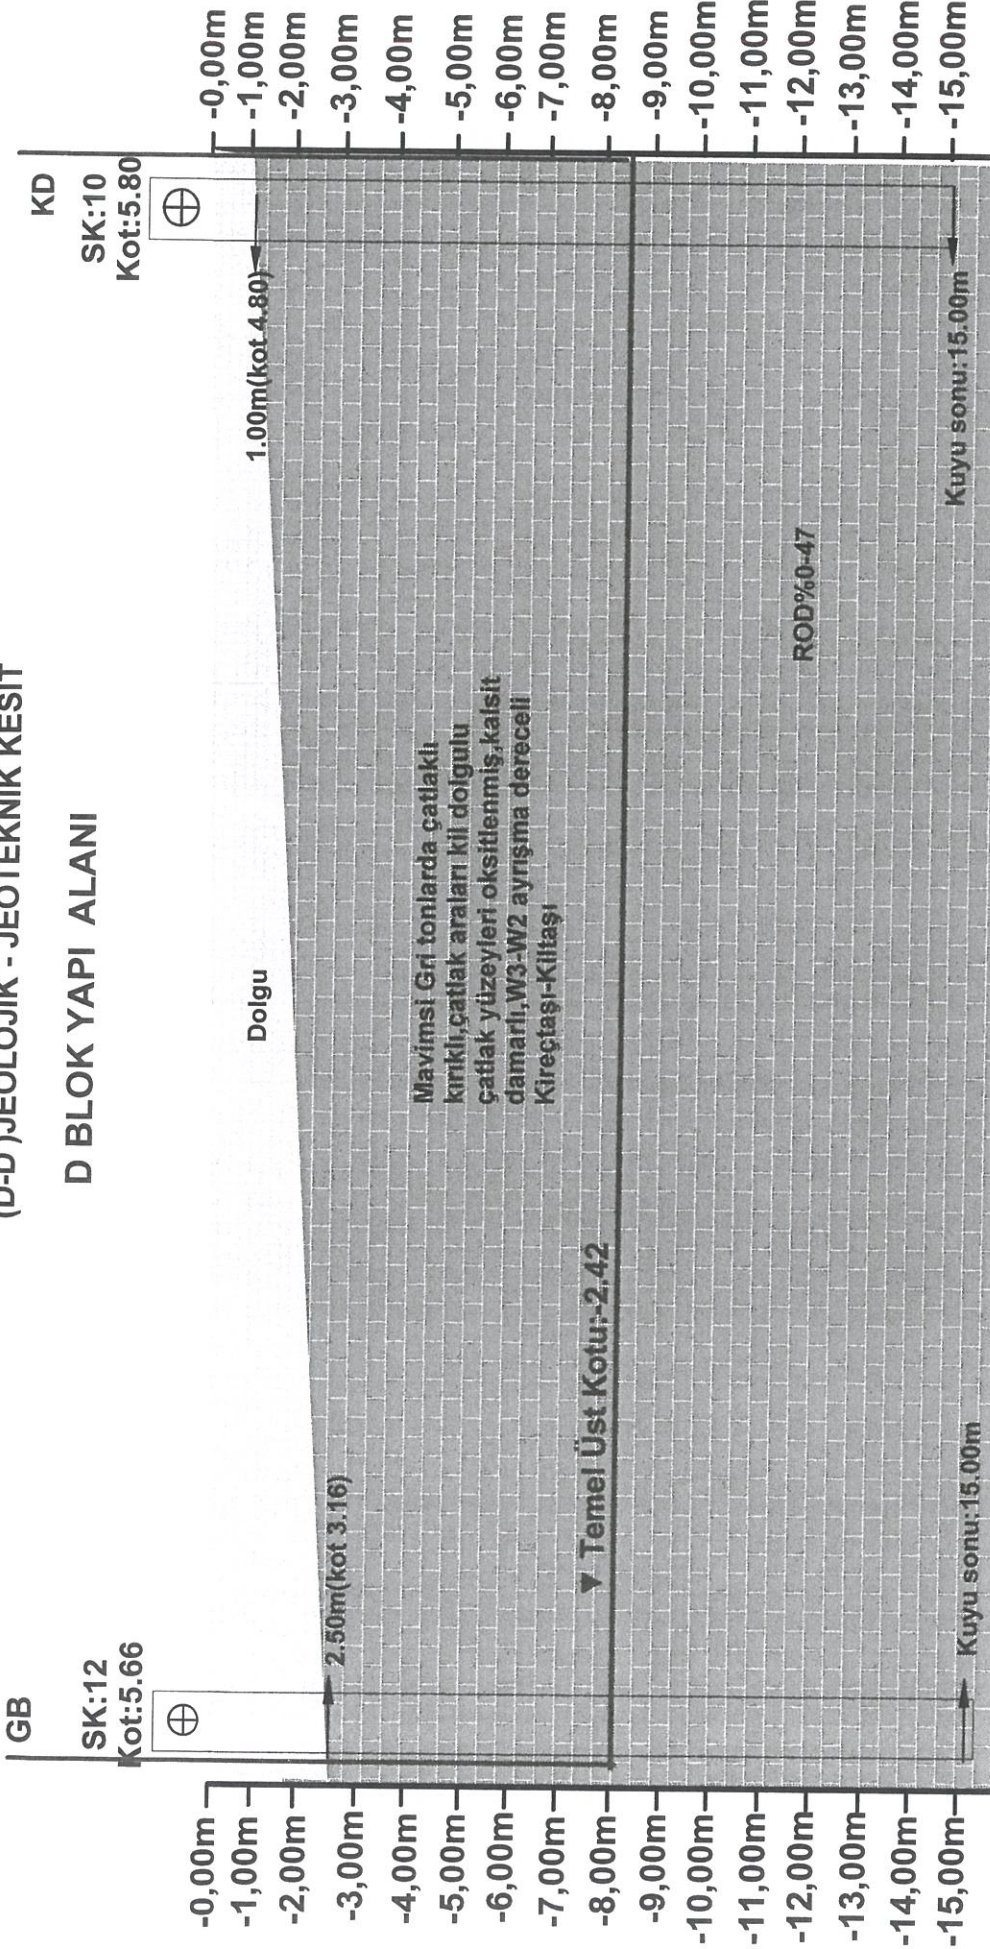 (D-D )JEOLOJİK - JEOTEKNİK KESİT
D BLOK YAPI ALANI
GB
KD
SK:12
Kot:5.66
SK:10
Kot:5.80
-0,00m
-1,00m
-2,00m
-3,00m
-4,00m
-5,00m
-6,00m
-7,00m
-8,00m
-9,00m
-10,00m
-11,00m
-12,00m
-13,00m
-14,00m
-15,00m
Dolgu
2.50m(kot 3.16)
1.00m(kot 4.80)
Mavimsi Gri tonlarda çatlaklı
kırıklı,çatlak araları kil dolgulu
çatlak yüzeyleri oksitlenmiş,kalsit
damarlı,W3-W2 ayrışma dereceli
Kireçtaşı-Kiltaşı
Temel Üst Kotu:-2.42
ROD%0-47
Kuyu sonu:15.00m
Kuyu sonu:15.00m
-0,00m
-1,00m
-2,00m
-3,00m
-4,00m
-5,00m
-6,00m
-7,00m
-8,00m
-9,00m
-10,00m
-11,00m
-12,00m
-13,00m
-14,00m
-15,00m